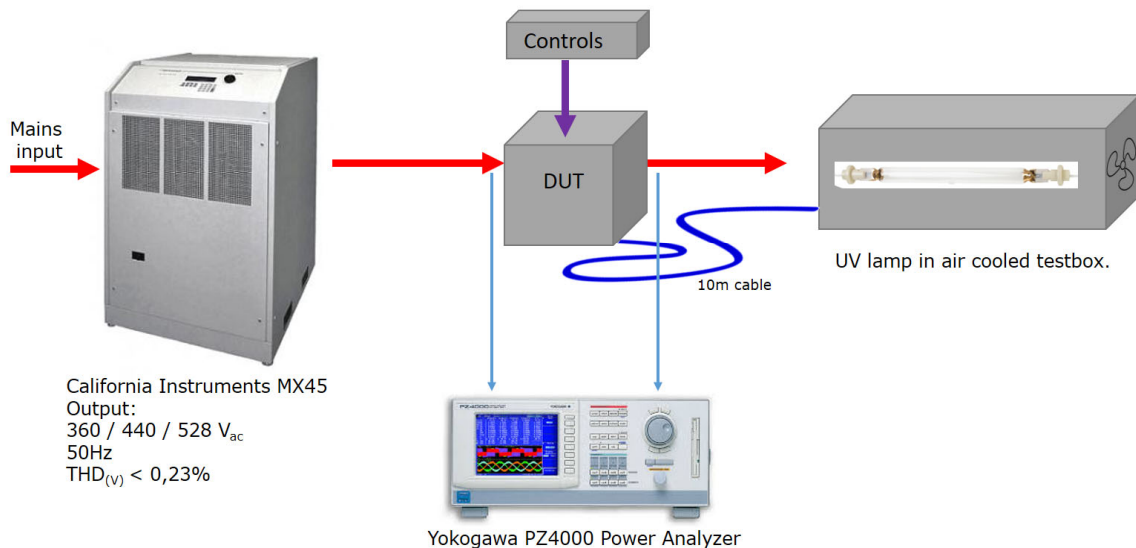 Controls
Mains
input
DUT
UV lamp in air cooled testbox.
10m cable
California Instruments MX45
Output:
360 / 440 / 528 Vac
50Hz
THD(V) < 0,23%
PZ4000
YOKOGAWA
Yokogawa PZ4000 Power Analyzer